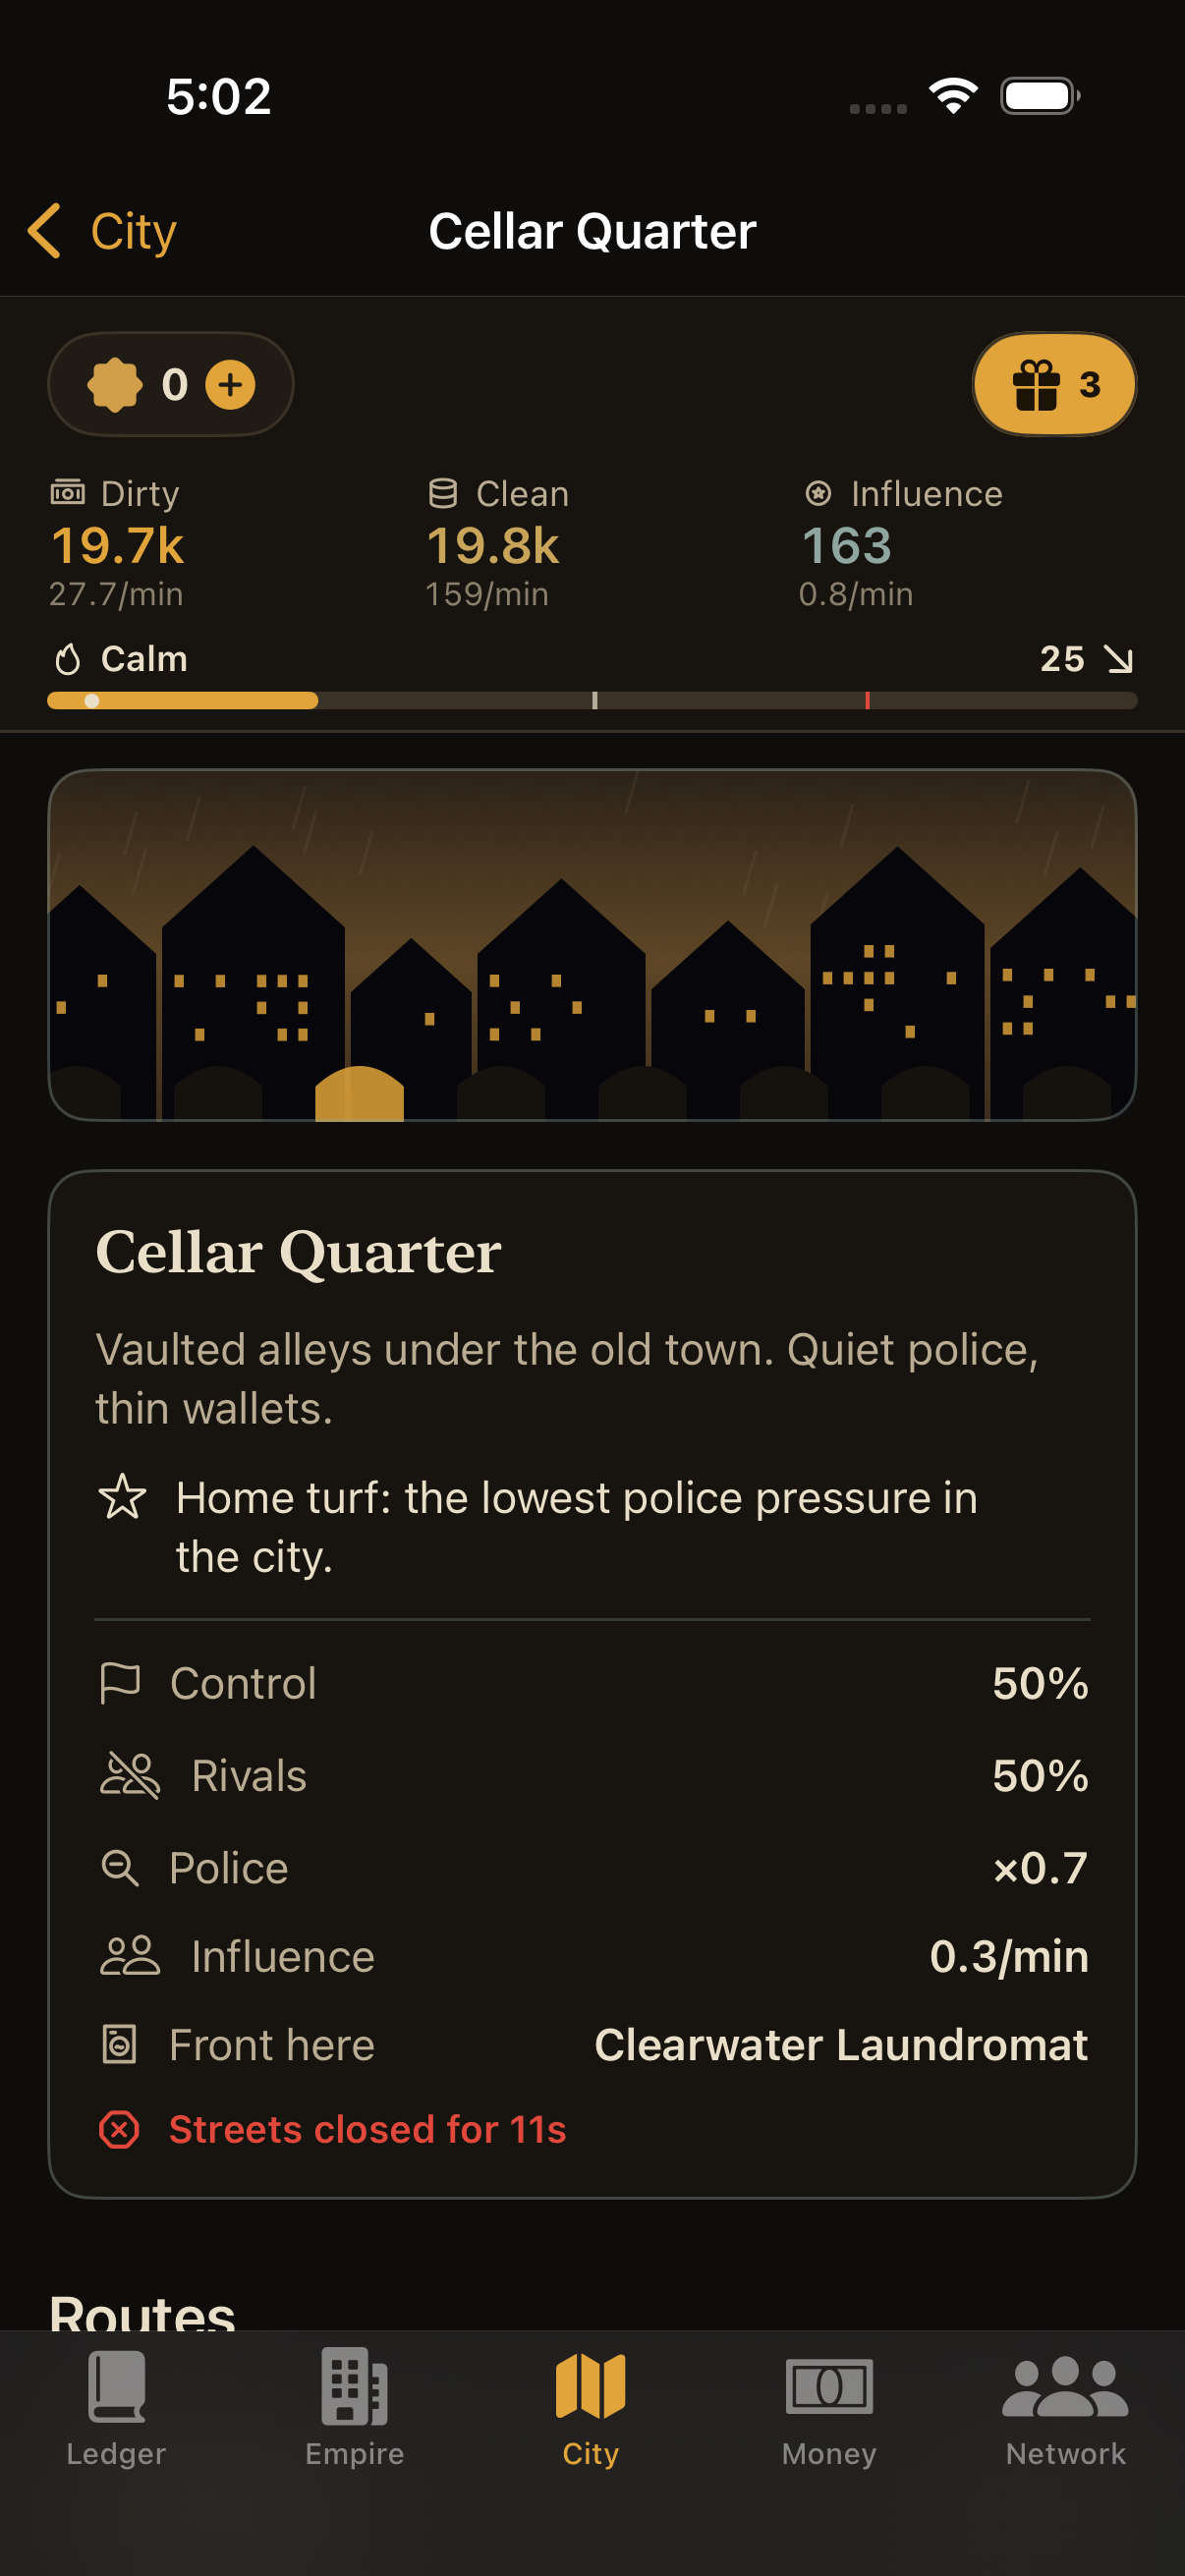 5:02
City
Cellar Quarter
0
3
Dirty
Clean
Influence
19.7k
19.8k
163
27.7/min
159/min
0.8/min
Calm
25
Cellar Quarter
Vaulted alleys under the old town. Quiet police,
thin wallets.
Home turf: the lowest police pressure in
the city.
Control 50%
Rivals 50%
Police ×0.7
Influence 0.3/min
Front here Clearwater Laundromat
Streets closed for 11s
Routes
Ledger
Empire
City
Money
Network